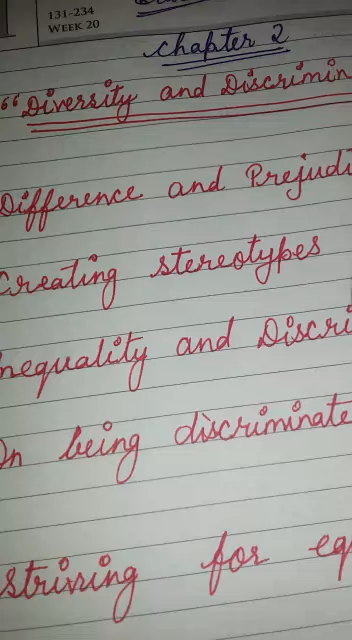 131-234
WEEK 20
Chapter 2
"Diversity and Discrimin
Difference and Prejudi
Creating stereotypes
nequality and Discri
On being discriminate
striving for eq